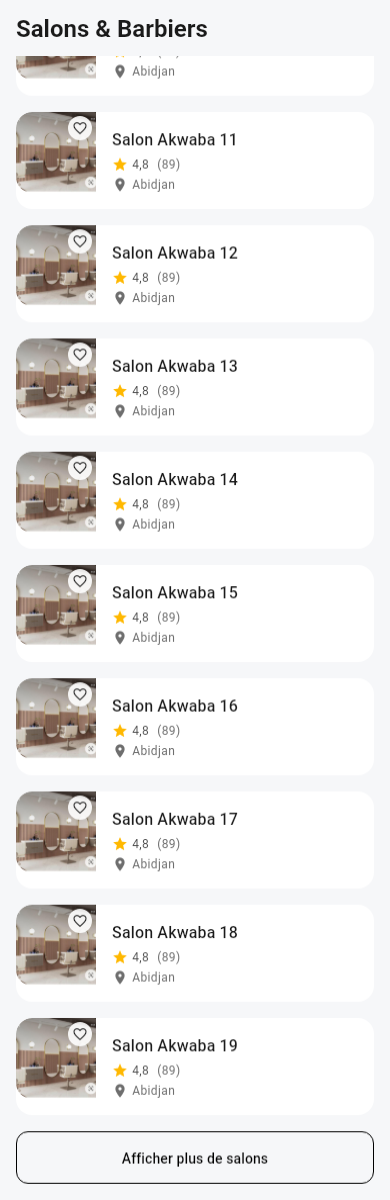 Salons & Barbiers
Abidjan
Salon Akwaba 11
4,8 (89)
Abidjan
Salon Akwaba 12
4,8 (89)
Abidjan
Salon Akwaba 13
4,8 (89)
Abidjan
Salon Akwaba 14
4,8 (89)
Abidjan
Salon Akwaba 15
4,8 (89)
Abidjan
Salon Akwaba 16
4,8 (89)
Abidjan
Salon Akwaba 17
4,8 (89)
Abidjan
Salon Akwaba 18
4,8 (89)
Abidjan
Salon Akwaba 19
4,8 (89)
Abidjan
Afficher plus de salons